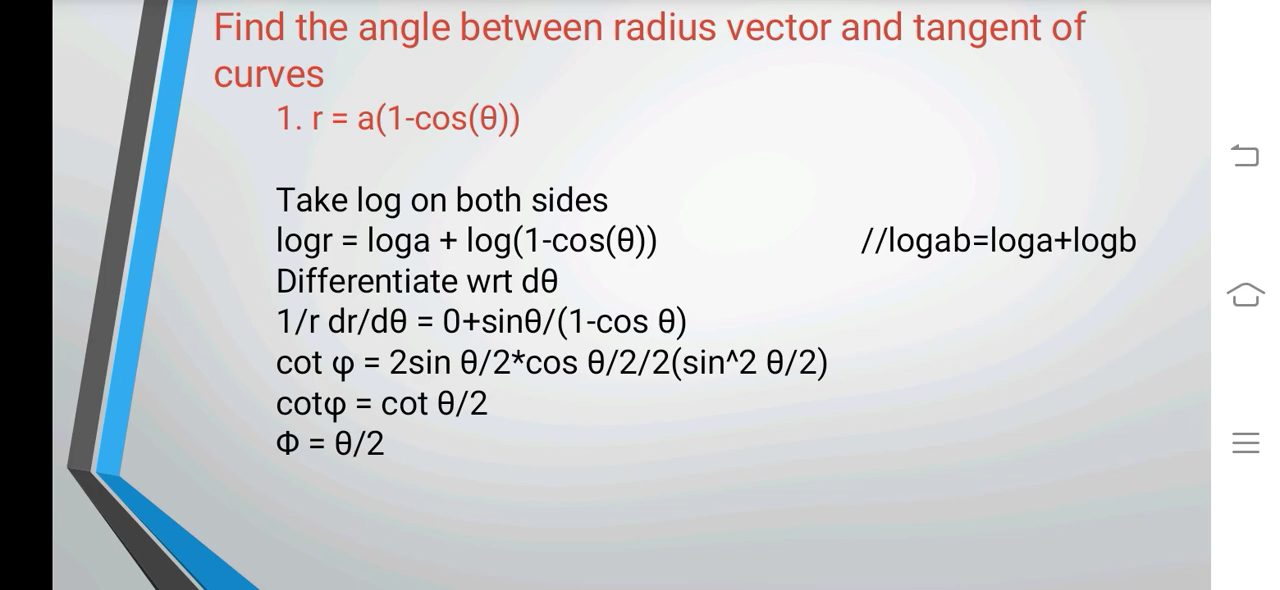 Find the angle between radius vector and tangent of
curves
1. r = a(1-cos(θ))
Take log on both sides
logr = loga + log(1-cos(θ)) //logab=loga+logb
Differentiate wrt dθ
1/r dr/dθ = 0+sinθ/(1-cos θ)
cot φ = 2sin θ/2*cos θ/2/2(sin^2 θ/2)
cotφ = cot θ/2
Φ = θ/2